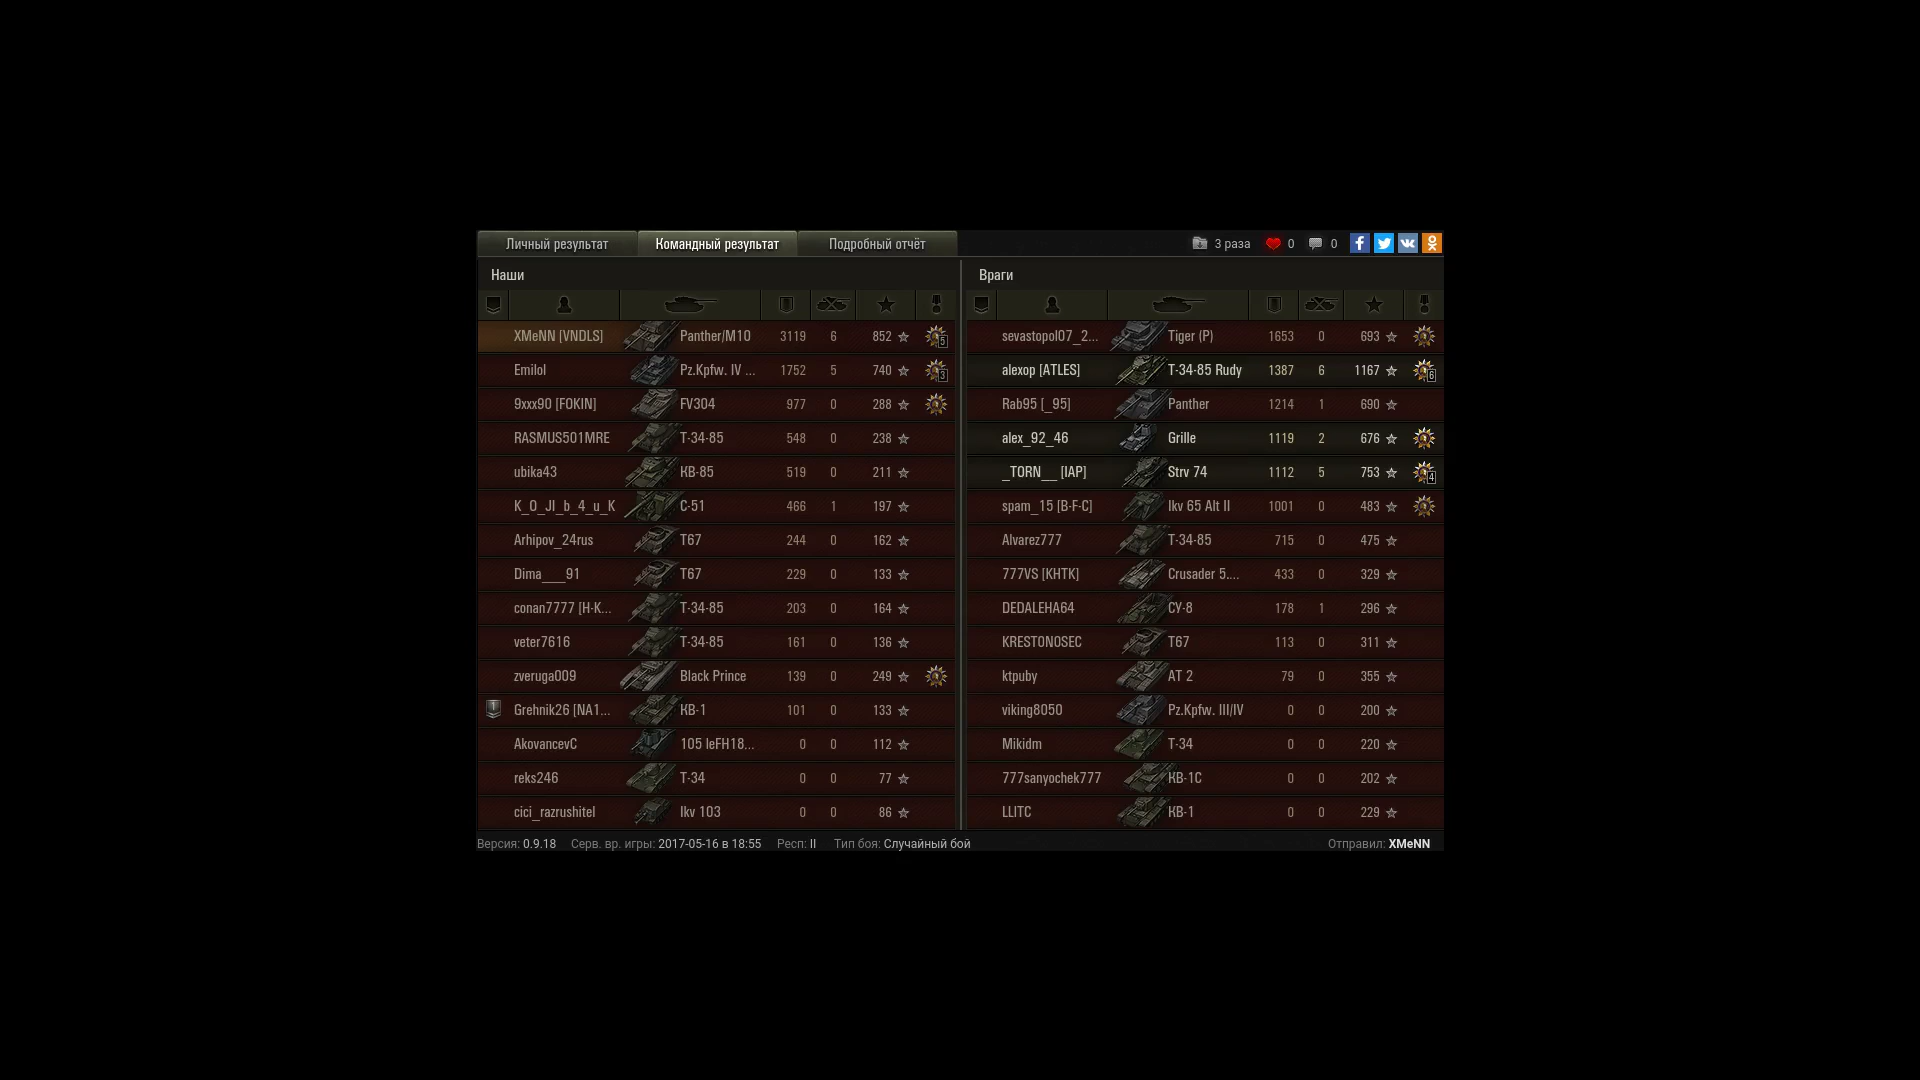 Личный результат Командный результат Подробный отчёт 3 раза 0 0
Наши Враги
XMeNN [VNDLS] Panther/M10 3119 6 852 5 sevastopol07_2... Tiger (P) 1653 0 693
Emilol Pz.Kpfw. IV ... 1752 5 740 3 alexop [ATLES] Т-34-85 Rudy 1387 6 1167 6
9xxx90 [FOKIN] FV304 977 0 288 Rab95 [_95] Panther 1214 1 690
RASMUS501MRE Т-34-85 548 0 238 alex_92_46 Grille 1119 2 676
ubika43 КВ-85 519 0 211 _TORN__ [IAP] Strv 74 1112 5 753 4
K_O_JI_b_4_u_K С-51 466 1 197 spam_15 [B-F-C] Ikv 65 Alt II 1001 0 483
Arhipov_24rus T67 244 0 162 Alvarez777 Т-34-85 715 0 475
Dima___91 T67 229 0 133 777VS [KHTK] Crusader 5.... 433 0 329
conan7777 [H-K... Т-34-85 203 0 164 DEDALEHA64 СУ-8 178 1 296
veter7616 Т-34-85 161 0 136 KRESTONOSEC T67 113 0 311
zveruga009 Black Prince 139 0 249 ktpuby AT 2 79 0 355
Grehnik26 [NA1... КВ-1 101 0 133 viking8050 Pz.Kpfw. III/IV 0 0 200
AkovancevC 105 leFH18... 0 0 112 Mikidm Т-34 0 0 220
reks246 Т-34 0 0 77 777sanyochek777 КВ-1С 0 0 202
cici_razrushitel Ikv 103 0 0 86 LLITC КВ-1 0 0 229
Версия: 0.9.18 Серв. вр. игры: 2017-05-16 в 18:55 Респ: II Тип боя: Случайный бой Отправил: XMeNN